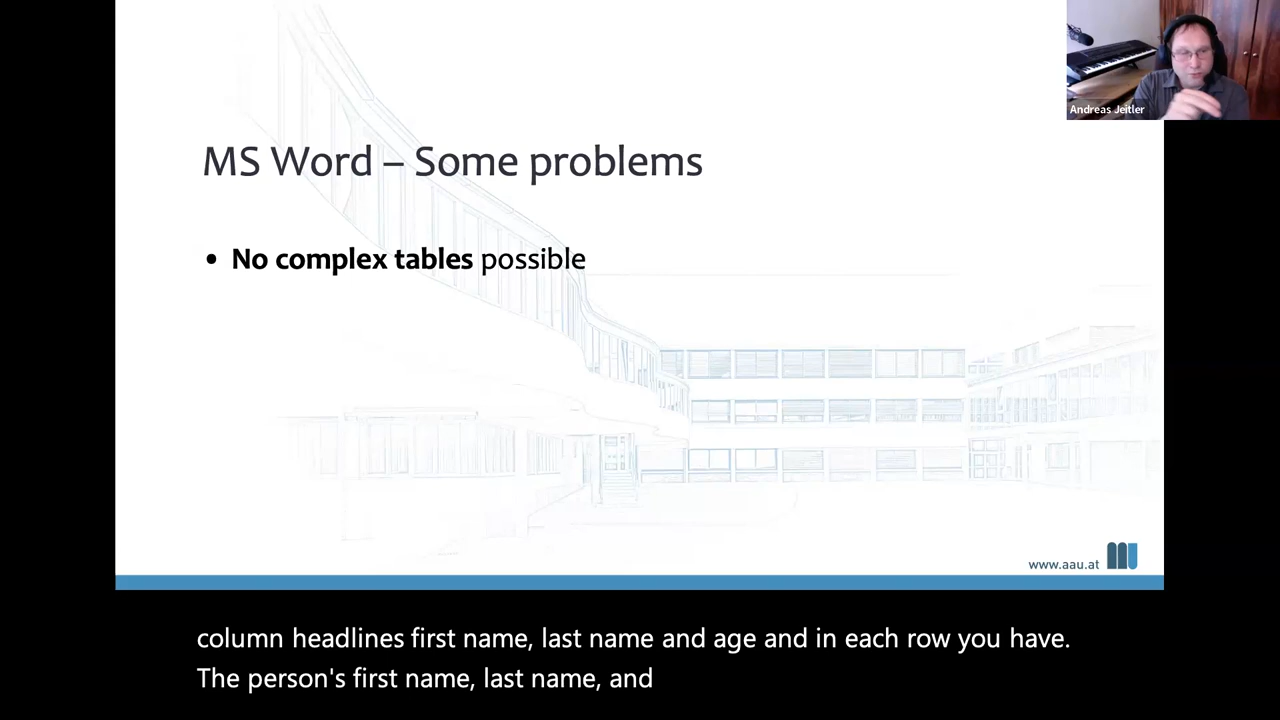 Andreas Jeitler
MS Word – Some problems
• No complex tables possible
www.aau.at
column headlines first name, last name and age and in each row you have.
The person's first name, last name, and